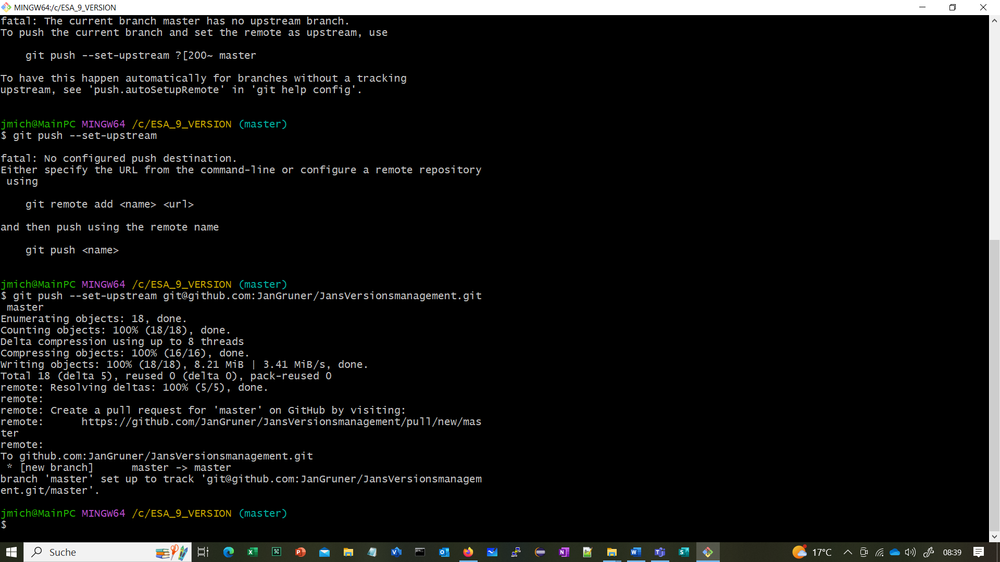 MINGW64:/c/ESA_9_VERSION
fatal: The current branch master has no upstream branch.
To push the current branch and set the remote as upstream, use
    git push --set-upstream ?[200~ master
To have this happen automatically for branches without a tracking
upstream, see 'push.autoSetupRemote' in 'git help config'.
jmich@MainPC MINGW64 /c/ESA_9_VERSION (master)
$ git push --set-upstream
fatal: No configured push destination.
Either specify the URL from the command-line or configure a remote repository
 using
    git remote add <name> <url>
and then push using the remote name
    git push <name>
jmich@MainPC MINGW64 /c/ESA_9_VERSION (master)
$ git push --set-upstream git@github.com:JanGruner/JansVersionsmanagement.git
 master
Enumerating objects: 18, done.
Counting objects: 100% (18/18), done.
Delta compression using up to 8 threads
Compressing objects: 100% (16/16), done.
Writing objects: 100% (18/18), 8.21 MiB | 3.41 MiB/s, done.
Total 18 (delta 5), reused 0 (delta 0), pack-reused 0
remote: Resolving deltas: 100% (5/5), done.
remote:
remote: Create a pull request for 'master' on GitHub by visiting:
remote:      https://github.com/JanGruner/JansVersionsmanagement/pull/new/mas
ter
remote:
To github.com:JanGruner/JansVersionsmanagement.git
 * [new branch]      master -> master
branch 'master' set up to track 'git@github.com:JanGruner/JansVersionsmanagem
ent.git/master'.
jmich@MainPC MINGW64 /c/ESA_9_VERSION (master)
$
Suche
17°C
08:39